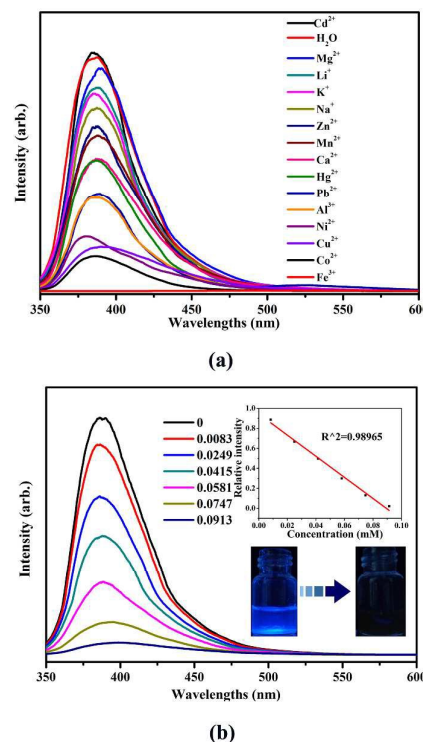 (a)
Intensity (arb.)
Cd²⁺
H₂O
Mg²⁺
Li⁺
K⁺
Na⁺
Zn²⁺
Mn²⁺
Ca²⁺
Hg²⁺
Pb²⁺
Al³⁺
Ni²⁺
Cu²⁺
Co²⁺
Fe³⁺
350 400 450 500 550 600
Wavelengths (nm)
(a)
Intensity (arb.)
0
0.0083
0.0249
0.0415
0.0581
0.0747
0.0913
Relative intensity
1.0
0.8
0.6
0.4
0.2
0.0
R^2=0.98965
0.00 0.02 0.04 0.06 0.08 0.10
Concentration (mM)
350 400 450 500 550 600
Wavelengths (nm)
(b)